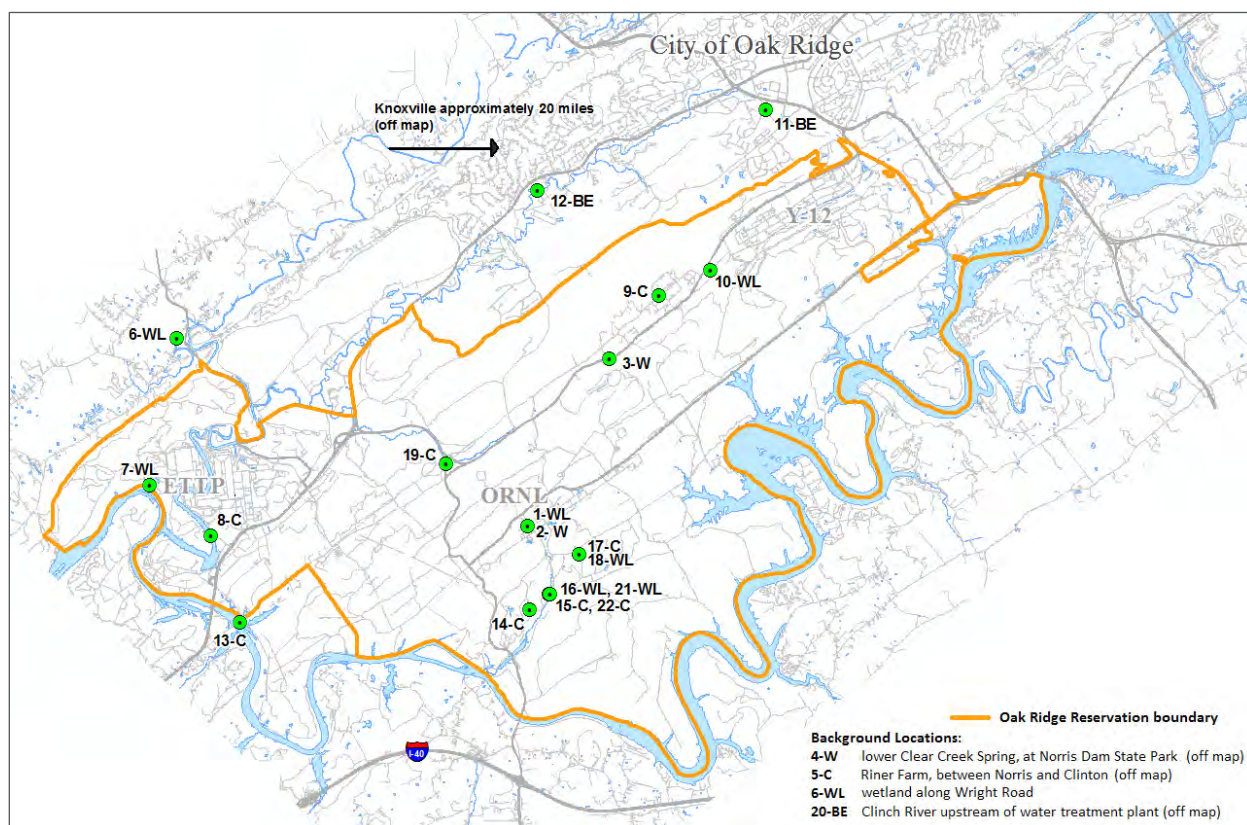 City of Oak Ridge
Knoxville approximately 20 miles
(off map)
11-BE
12-BE
Y-12
10-WL
9-C
6-WL
3-W
19-C
7-WL
ETTP
ORNL
1-WL
2- W
8-C
17-C
18-WL
16-WL, 21-WL
15-C, 22-C
14-C
13-C
I-40
Oak Ridge Reservation boundary
Background Locations:
4-W lower Clear Creek Spring, at Norris Dam State Park (off map)
5-C Riner Farm, between Norris and Clinton (off map)
6-WL wetland along Wright Road
20-BE Clinch River upstream of water treatment plant (off map)